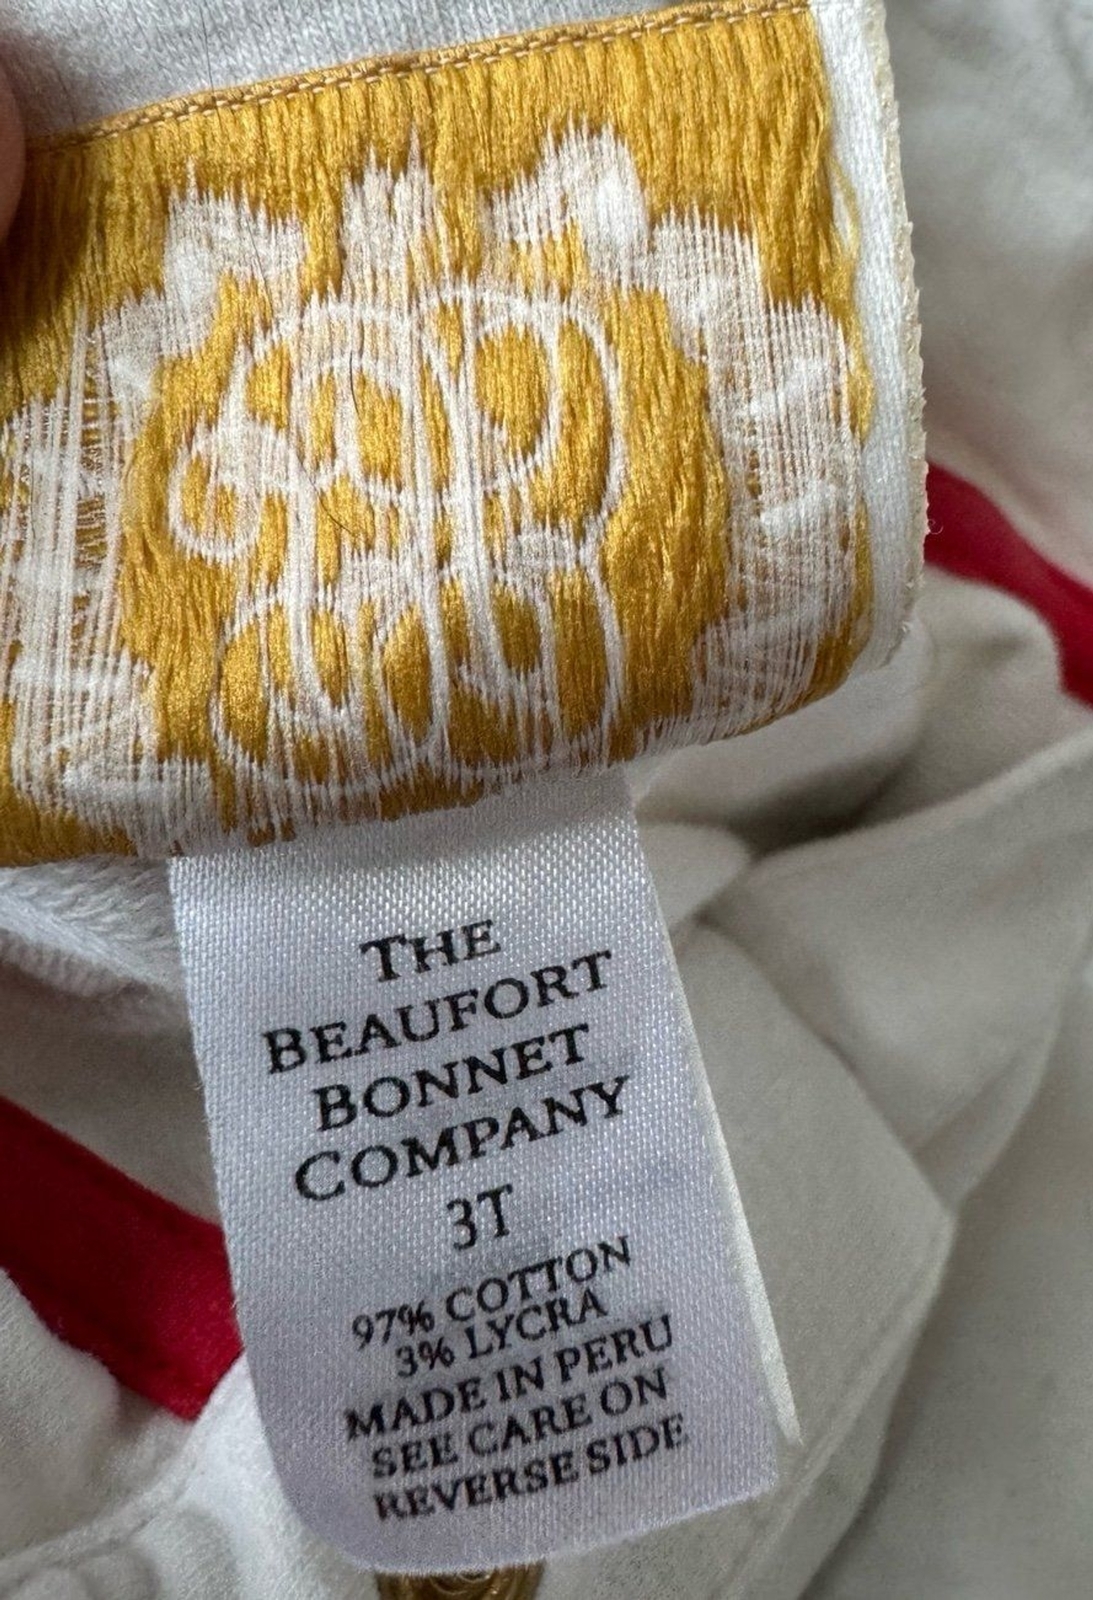 THE
BEAUFORT
BONNET
COMPANY
3T
97% COTTON
3% LYCRA
MADE IN PERU
SEE CARE ON
REVERSE SIDE